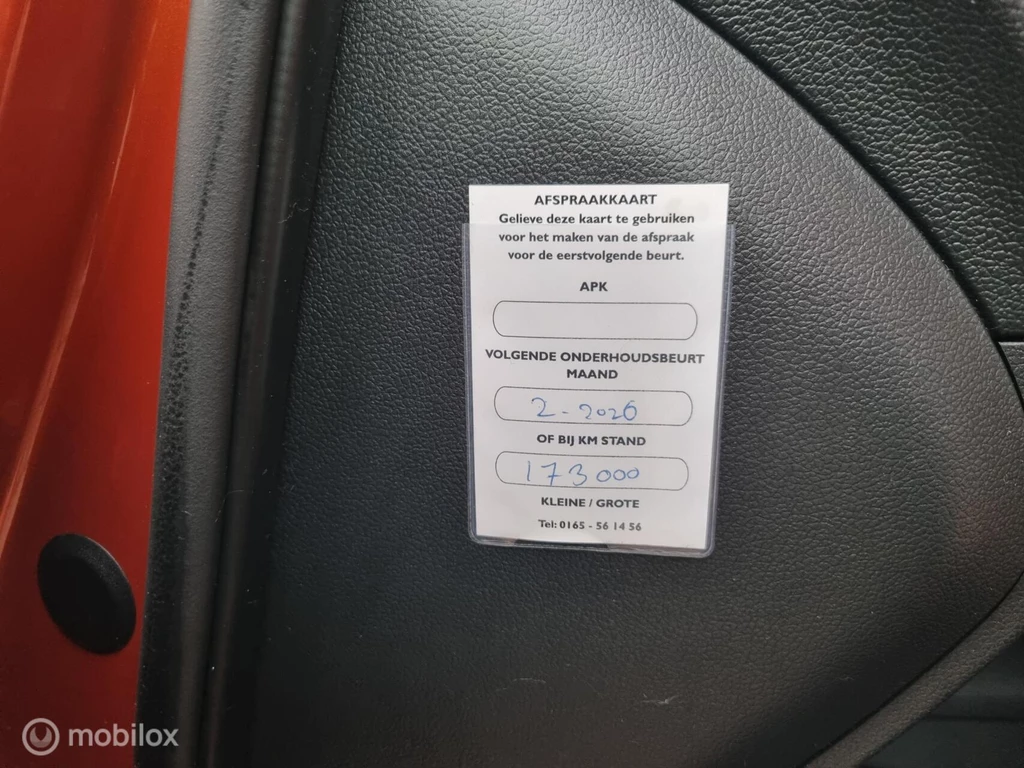 AFSPRAAKKAART
Gelieve deze kaart te gebruiken
voor het maken van de afspraak
voor de eerstvolgende beurt.
APK
VOLGENDE ONDERHOUDSBEURT
MAAND
2-2026
OF BIJ KM STAND
173000
KLEINE / GROTE
Tel: 0165 - 56 14 56
mobilox